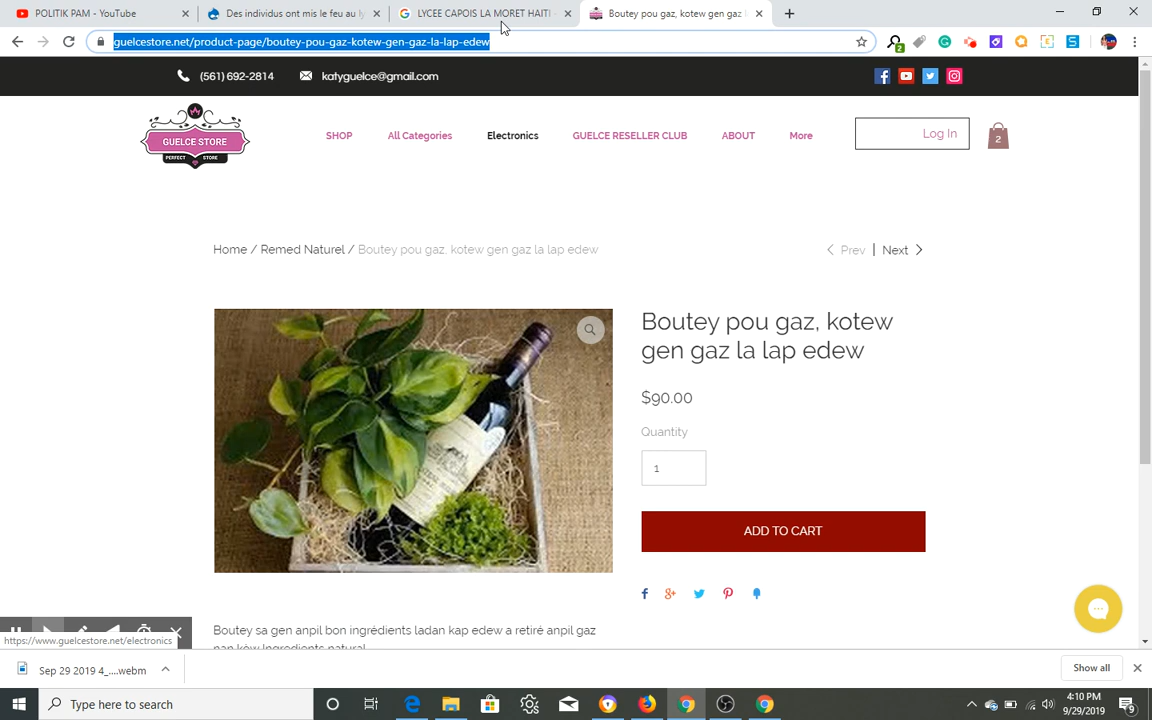 POLITIK PAM - YouTube
Des individus ont mis le feu au ly
LYCEE CAPOIS LA MORET HAITI -
Boutey pou gaz, kotew gen gaz l
guelcestore.net/product-page/boutey-pou-gaz-kotew-gen-gaz-la-lap-edew
2
(561) 692-2814
katyguelce@gmail.com
GUELCE STORE
PERFECT STORE
SHOP
All Categories
Electronics
GUELCE RESELLER CLUB
ABOUT
More
Log In
2
Home / Remed Naturel / Boutey pou gaz, kotew gen gaz la lap edew
Prev | Next
Boutey pou gaz, kotew
gen gaz la lap edew
$90.00
Quantity
1
ADD TO CART
Boutey sa gen anpil bon ingrédients ladan kap edew a retiré anpil gaz
nan kòw Ingredients natural
https://www.guelcestore.net/electronics
Sep 29 2019 4_....webm
Show all
Type here to search
4:10 PM
9/29/2019
9